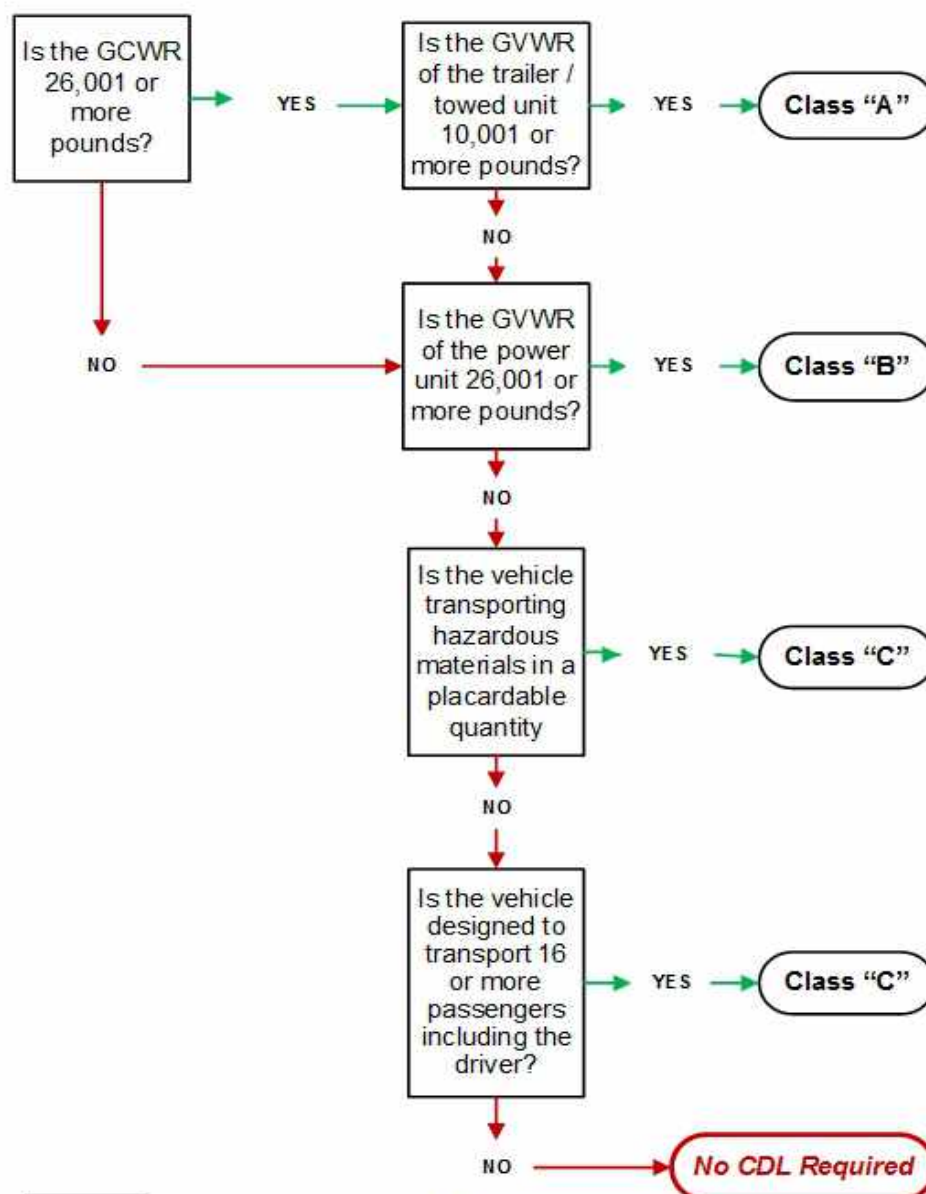 Is the GCWR
26,001 or
more
pounds?
YES
Is the GVWR
of the trailer /
towed unit
10,001 or
more pounds?
YES
Class “A”
NO
NO
Is the GVWR
of the power
unit 26,001 or
more pounds?
YES
Class “B”
NO
Is the vehicle
transporting
hazardous
materials in a
placardable
quantity
YES
Class “C”
NO
Is the vehicle
designed to
transport 16
or more
passengers
including the
driver?
YES
Class “C”
NO
No CDL Required